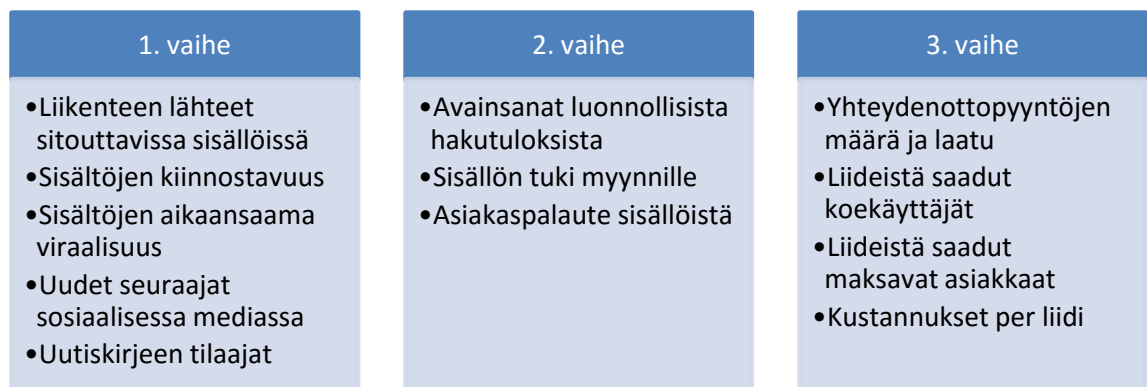 1. vaihe
•Liikenteen lähteet
sitouttavissa sisällöissä
•Sisältöjen kiinnostavuus
•Sisältöjen aikaansaama
viraalisuus
•Uudet seuraajat
sosiaalisessa mediassa
•Uutiskirjeen tilaajat
2. vaihe
•Avainsanat luonnollisista
hakutuloksista
•Sisällön tuki myynnille
•Asiakaspalaute sisällöistä
3. vaihe
•Yhteydenottopyyntöjen
määrä ja laatu
•Liideistä saadut
koekäyttäjät
•Liideistä saadut
maksavat asiakkaat
•Kustannukset per liidi